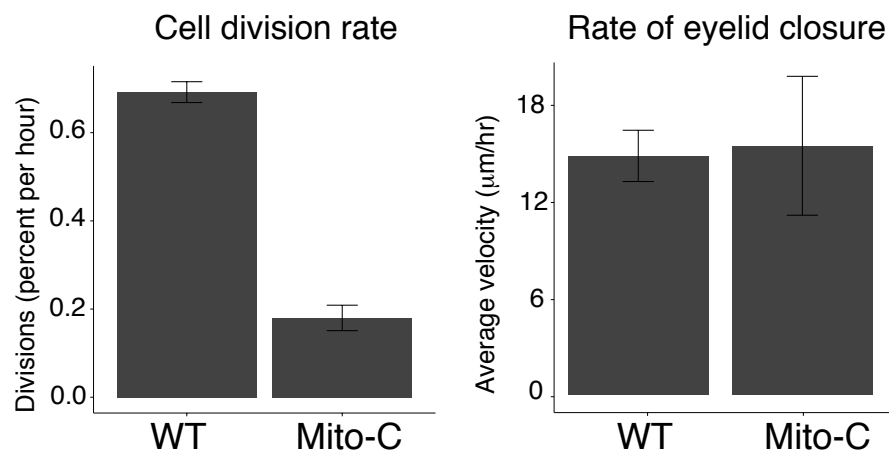 Cell division rate
Divisions (percent per hour)
0.6
0.4
0.2
0.0
WT
Mito-C
Rate of eyelid closure
Average velocity (μm/hr)
18
12
6
0
WT
Mito-C